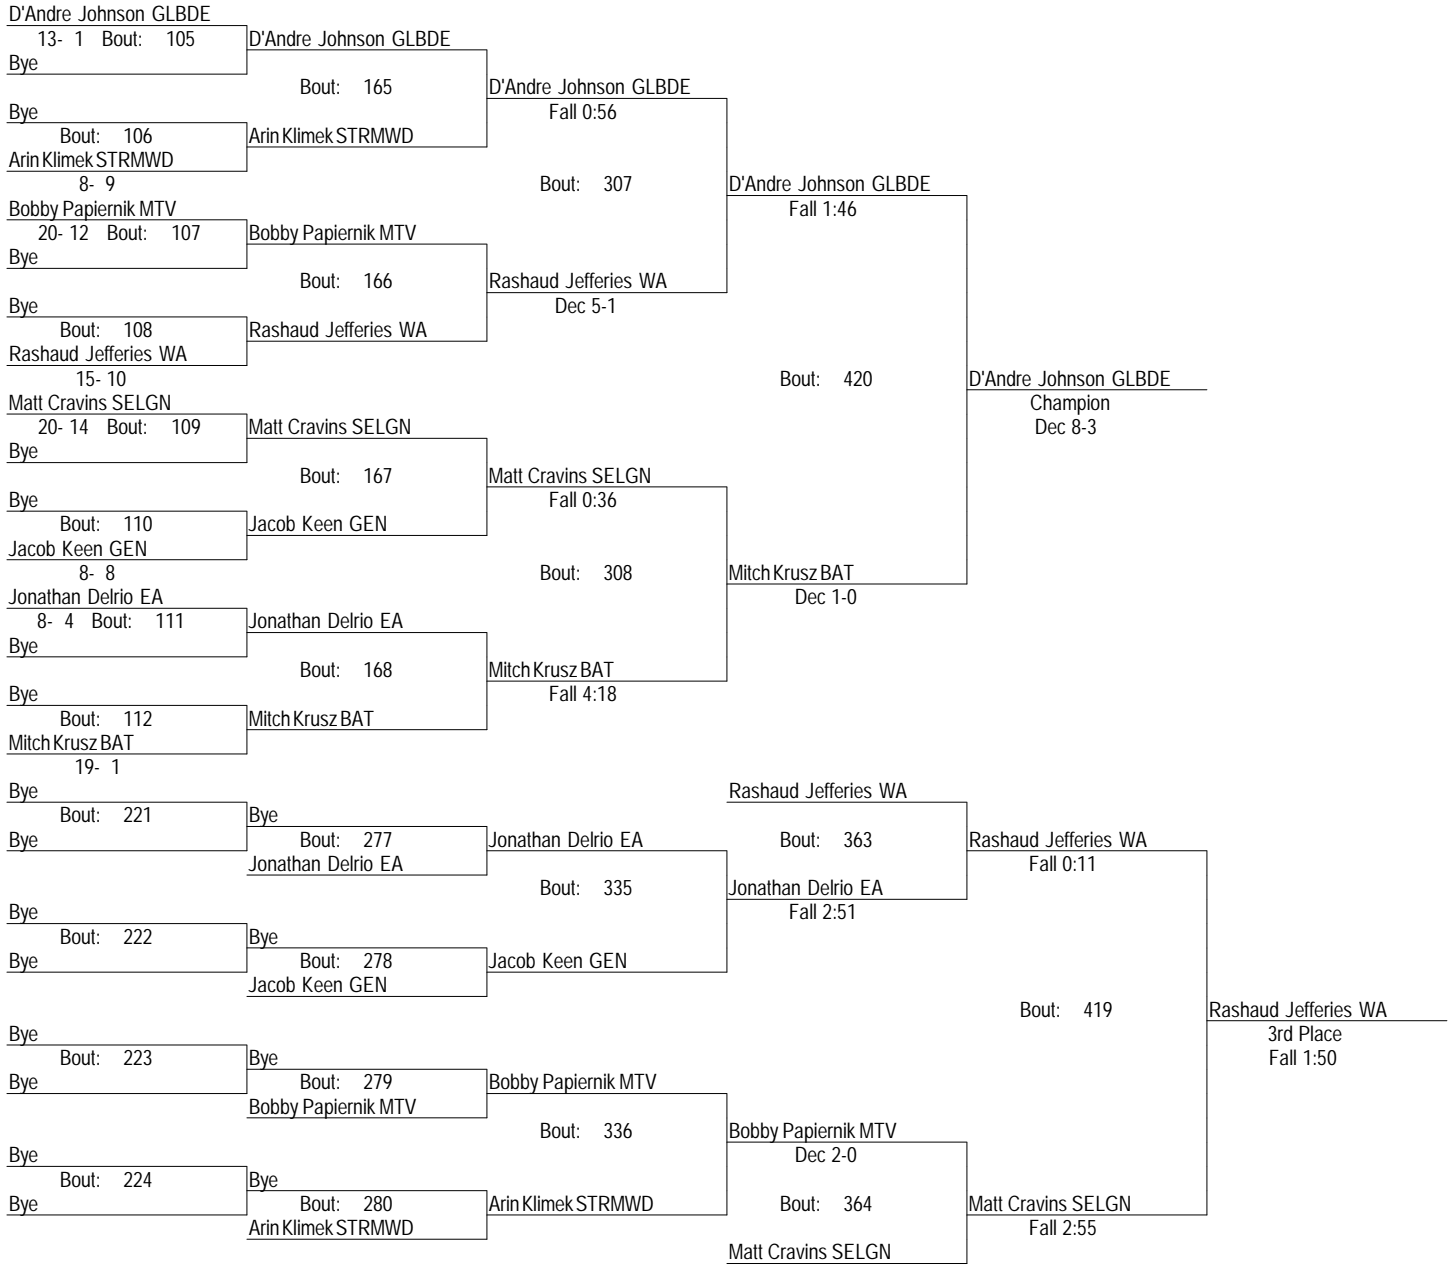 D'Andre Johnson GLBDE
13- 1 Bout: 105 D'Andre Johnson GLBDE
Bye
Bout: 165 D'Andre Johnson GLBDE
Bye Fall 0:56
Bout: 106 Arin Klimek STRMWD
Arin Klimek STRMWD
8- 9 Bout: 307 D'Andre Johnson GLBDE
Bobby Papiernik MTV Fall 1:46
20- 12 Bout: 107 Bobby Papiernik MTV
Bye
Bout: 166 Rashaud Jefferies WA
Bye Dec 5-1
Bout: 108 Rashaud Jefferies WA
Rashaud Jefferies WA
15- 10 Bout: 420 D'Andre Johnson GLBDE
Matt Cravins SELGN Champion
20- 14 Bout: 109 Matt Cravins SELGN Dec 8-3
Bye
Bout: 167 Matt Cravins SELGN
Bye Fall 0:36
Bout: 110 Jacob Keen GEN
Jacob Keen GEN
8- 8 Bout: 308 Mitch Krusz BAT
Jonathan Delrio EA Dec 1-0
8- 4 Bout: 111 Jonathan Delrio EA
Bye
Bout: 168 Mitch Krusz BAT
Bye Fall 4:18
Bout: 112 Mitch Krusz BAT
Mitch Krusz BAT
19- 1
Bye Rashaud Jefferies WA
Bout: 221 Bye
Bye Bout: 277 Jonathan Delrio EA Bout: 363 Rashaud Jefferies WA
Jonathan Delrio EA Fall 0:11
Bout: 335 Jonathan Delrio EA
Bye Fall 2:51
Bout: 222 Bye
Bye Bout: 278 Jacob Keen GEN
Jacob Keen GEN
Bout: 419 Rashaud Jefferies WA
Bye 3rd Place
Bout: 223 Bye Fall 1:50
Bye Bout: 279 Bobby Papiernik MTV
Bobby Papiernik MTV
Bout: 336 Bobby Papiernik MTV
Bye Dec 2-0
Bout: 224 Bye
Bye Bout: 280 Arin Klimek STRMWD Bout: 364 Matt Cravins SELGN
Arin Klimek STRMWD Fall 2:55
Matt Cravins SELGN